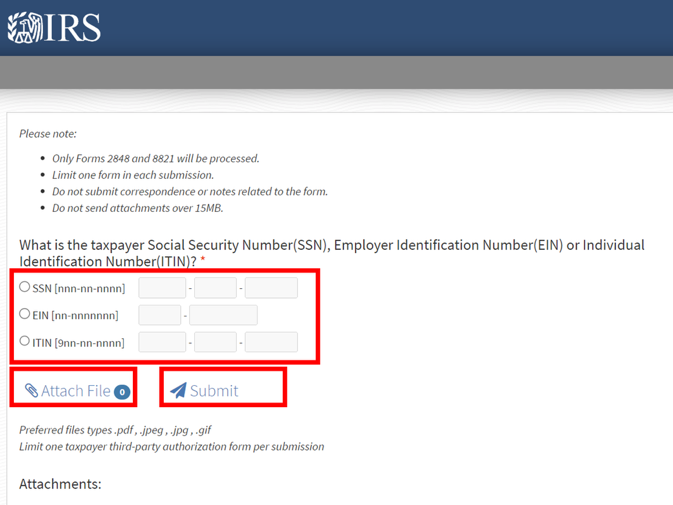 IRS
Please note:
• Only Forms 2848 and 8821 will be processed.
• Limit one form in each submission.
• Do not submit correspondence or notes related to the form.
• Do not send attachments over 15MB.
What is the taxpayer Social Security Number(SSN), Employer Identification Number(EIN) or Individual
Identification Number(ITIN)? *
SSN [nnn-nn-nnnn] - -
EIN [nn-nnnnnnn] -
ITIN [9nn-nn-nnnn] - -
Attach File 0 Submit
Preferred files types .pdf , .jpeg , .jpg , .gif
Limit one taxpayer third-party authorization form per submission
Attachments: